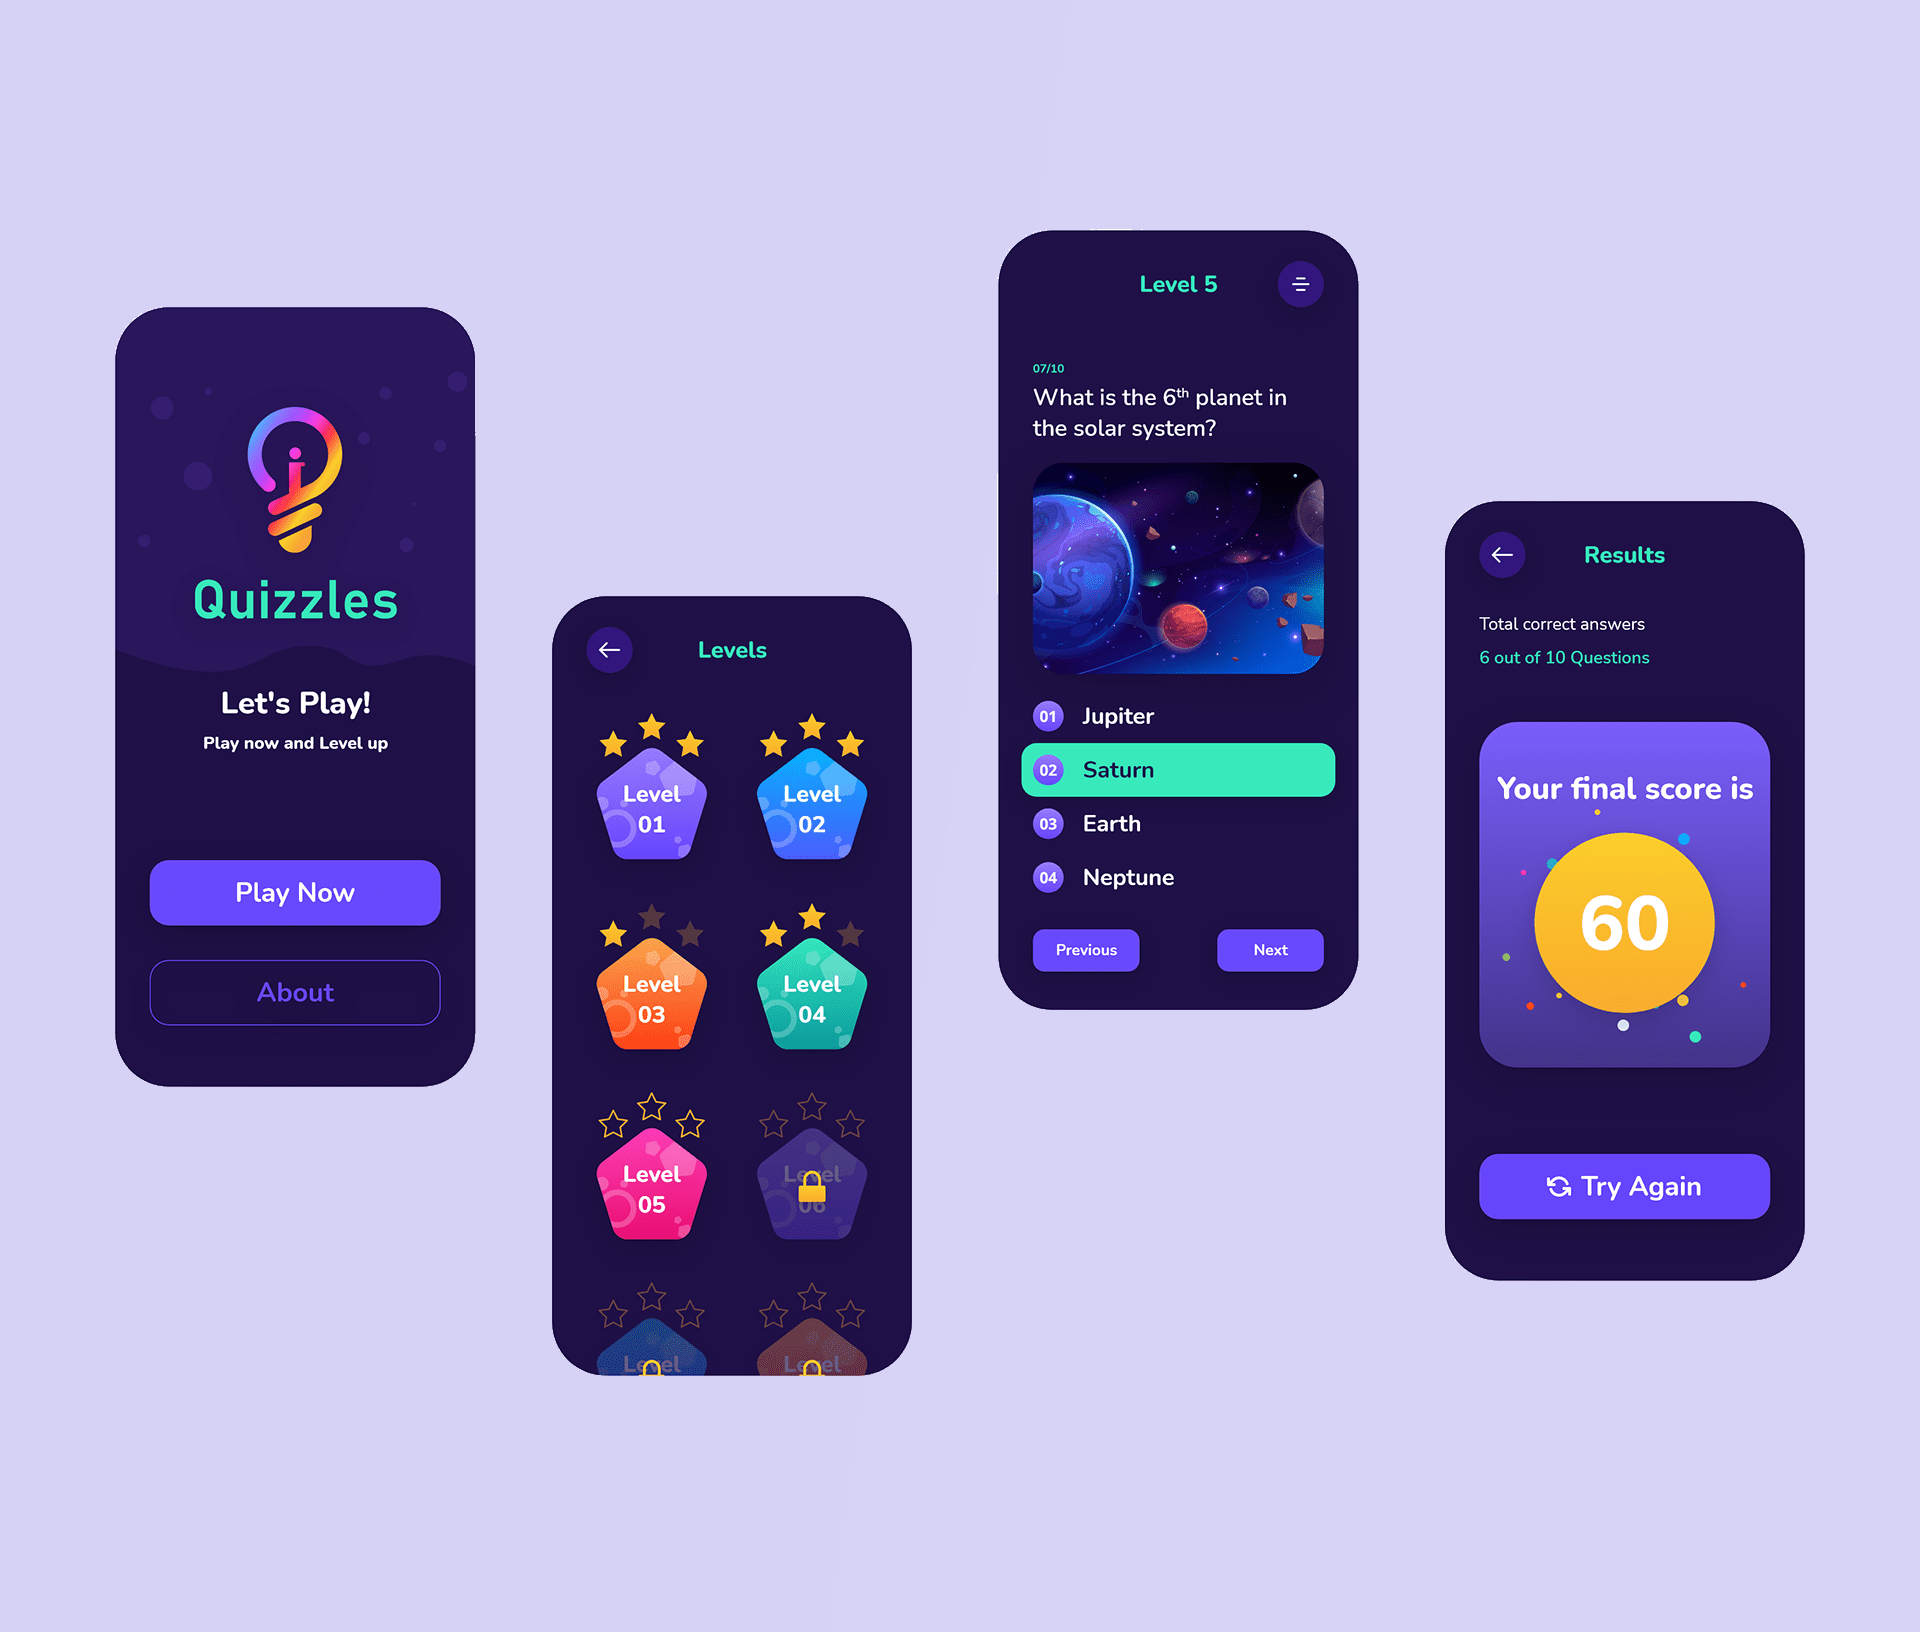 Quizzles
Let's Play!
Play now and Level up
Play Now
About
Levels
Level
01
Level
02
Level
03
Level
04
Level
05
Level
06
Level
Level
Level 5
07/10
What is the 6th planet in
the solar system?
01 Jupiter
02 Saturn
03 Earth
04 Neptune
Previous
Next
Results
Total correct answers
6 out of 10 Questions
Your final score is
60
Try Again